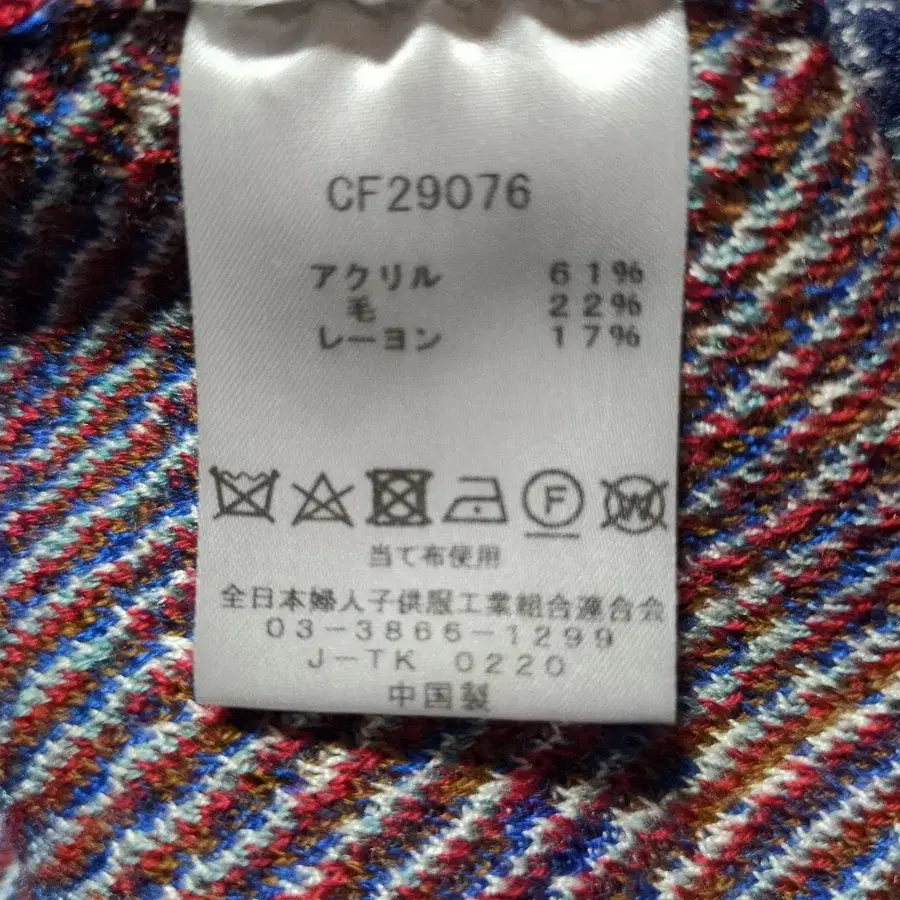 CF29076
アクリル 61%
毛 22%
レーヨン 17%
F W
当て布使用
全日本婦人子供服工業組合連合会
03-3865-1299
J-TK 0220
中国製